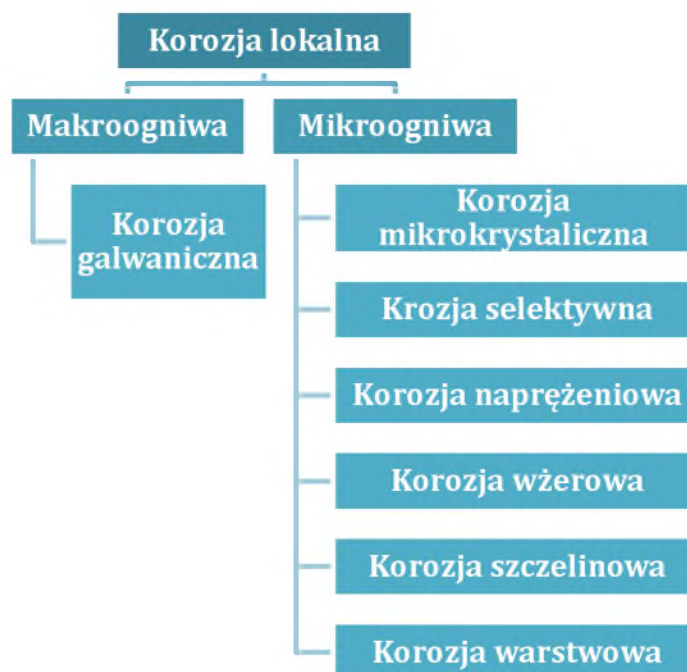 Korozja lokalna
Makroogniwa
Mikroogniwa
Korozja
galwaniczna
Korozja
mikrokrystaliczna
Krozja selektywna
Korozja naprężeniowa
Korozja wżerowa
Korozja szczelinowa
Korozja warstwowa